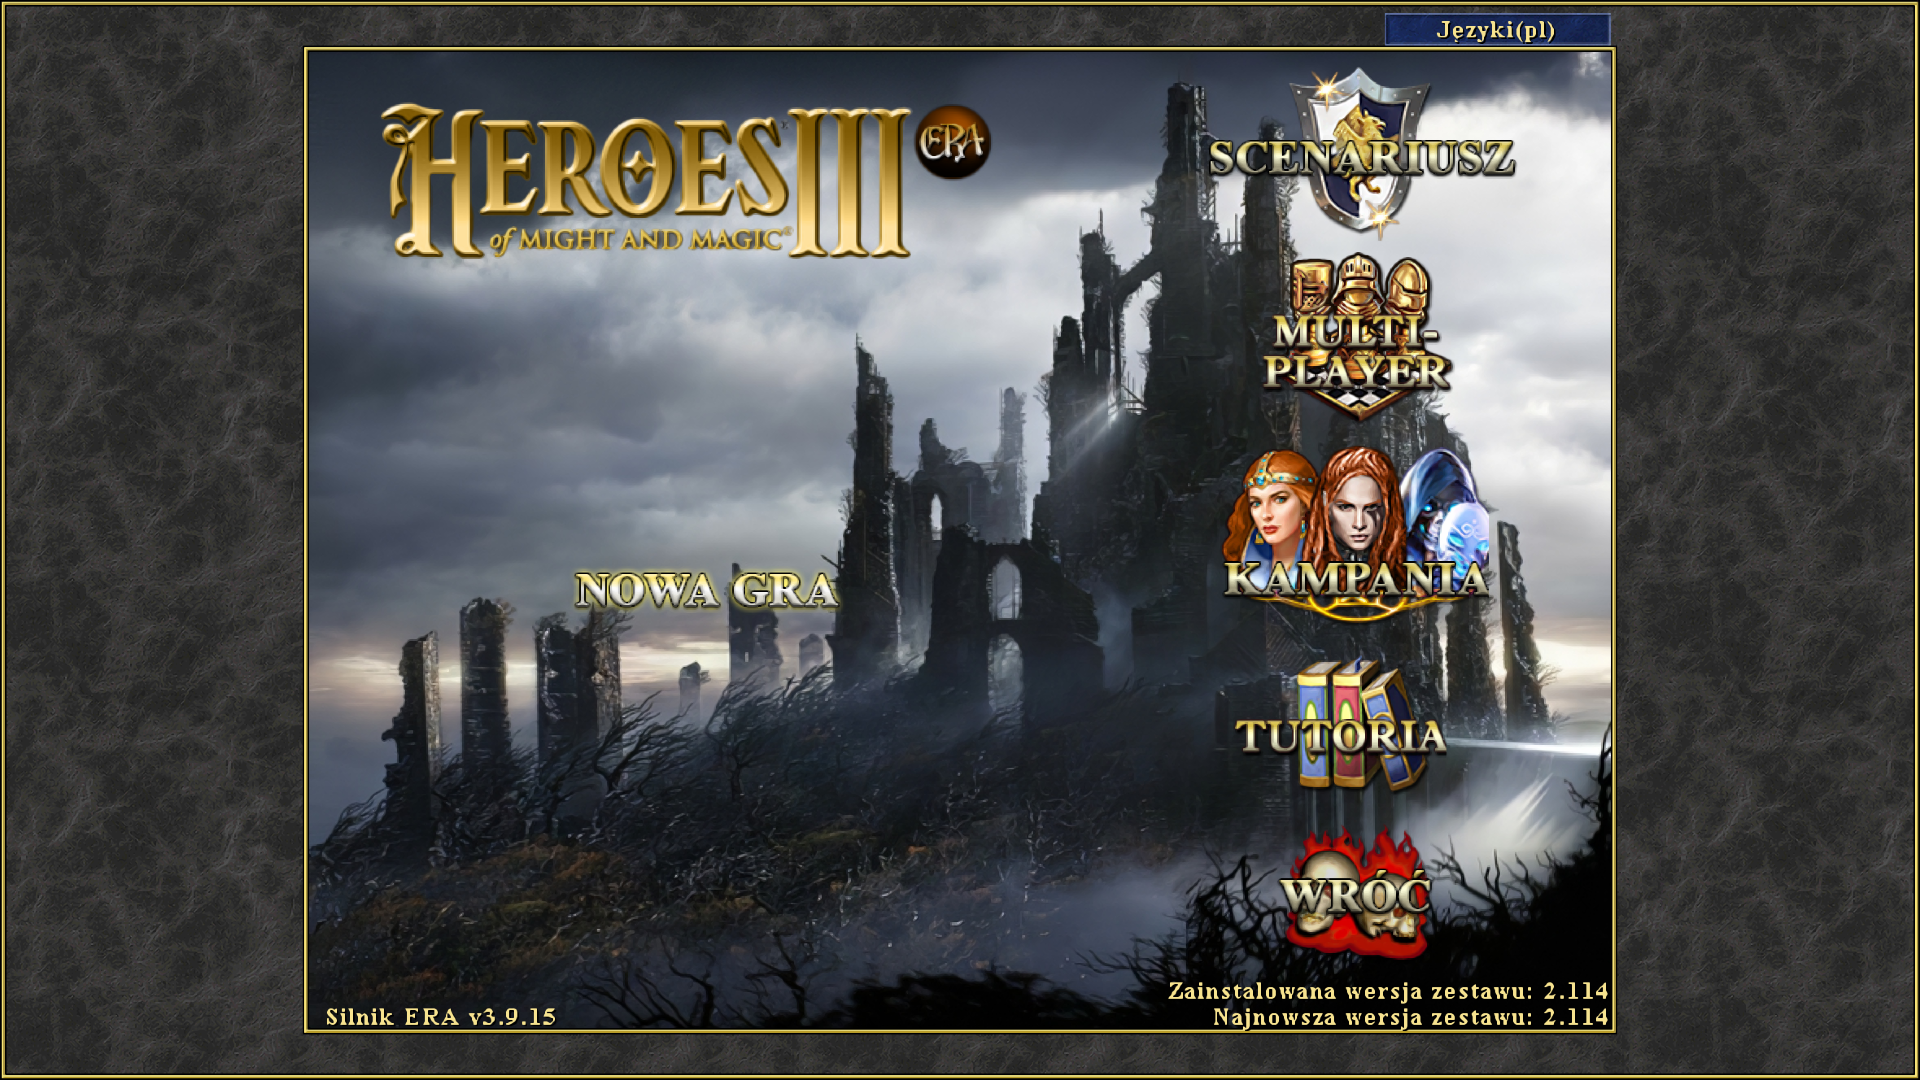 Języki(pl)
HEROES III
of MIGHT AND MAGIC®
ERA
SCENARIUSZ
MULTI-
PLAYER
KAMPANIA
NOWA GRA
TUTORIA
WRÓĆ
Zainstalowana wersja zestawu: 2.114
Silnik ERA v3.9.15
Najnowsza wersja zestawu: 2.114